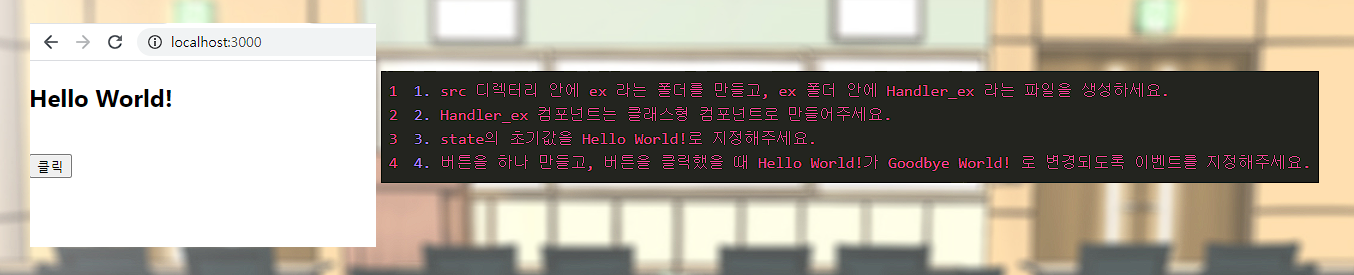 localhost:3000
Hello World!
클릭
1 1. src 디렉터리 안에 ex 라는 폴더를 만들고, ex 폴더 안에 Handler_ex 라는 파일을 생성하세요.
2 2. Handler_ex 컴포넌트는 클래스형 컴포넌트로 만들어주세요.
3 3. state의 초기값을 Hello World!로 지정해주세요.
4 4. 버튼을 하나 만들고, 버튼을 클릭했을 때 Hello World!가 Goodbye World! 로 변경되도록 이벤트를 지정해주세요.